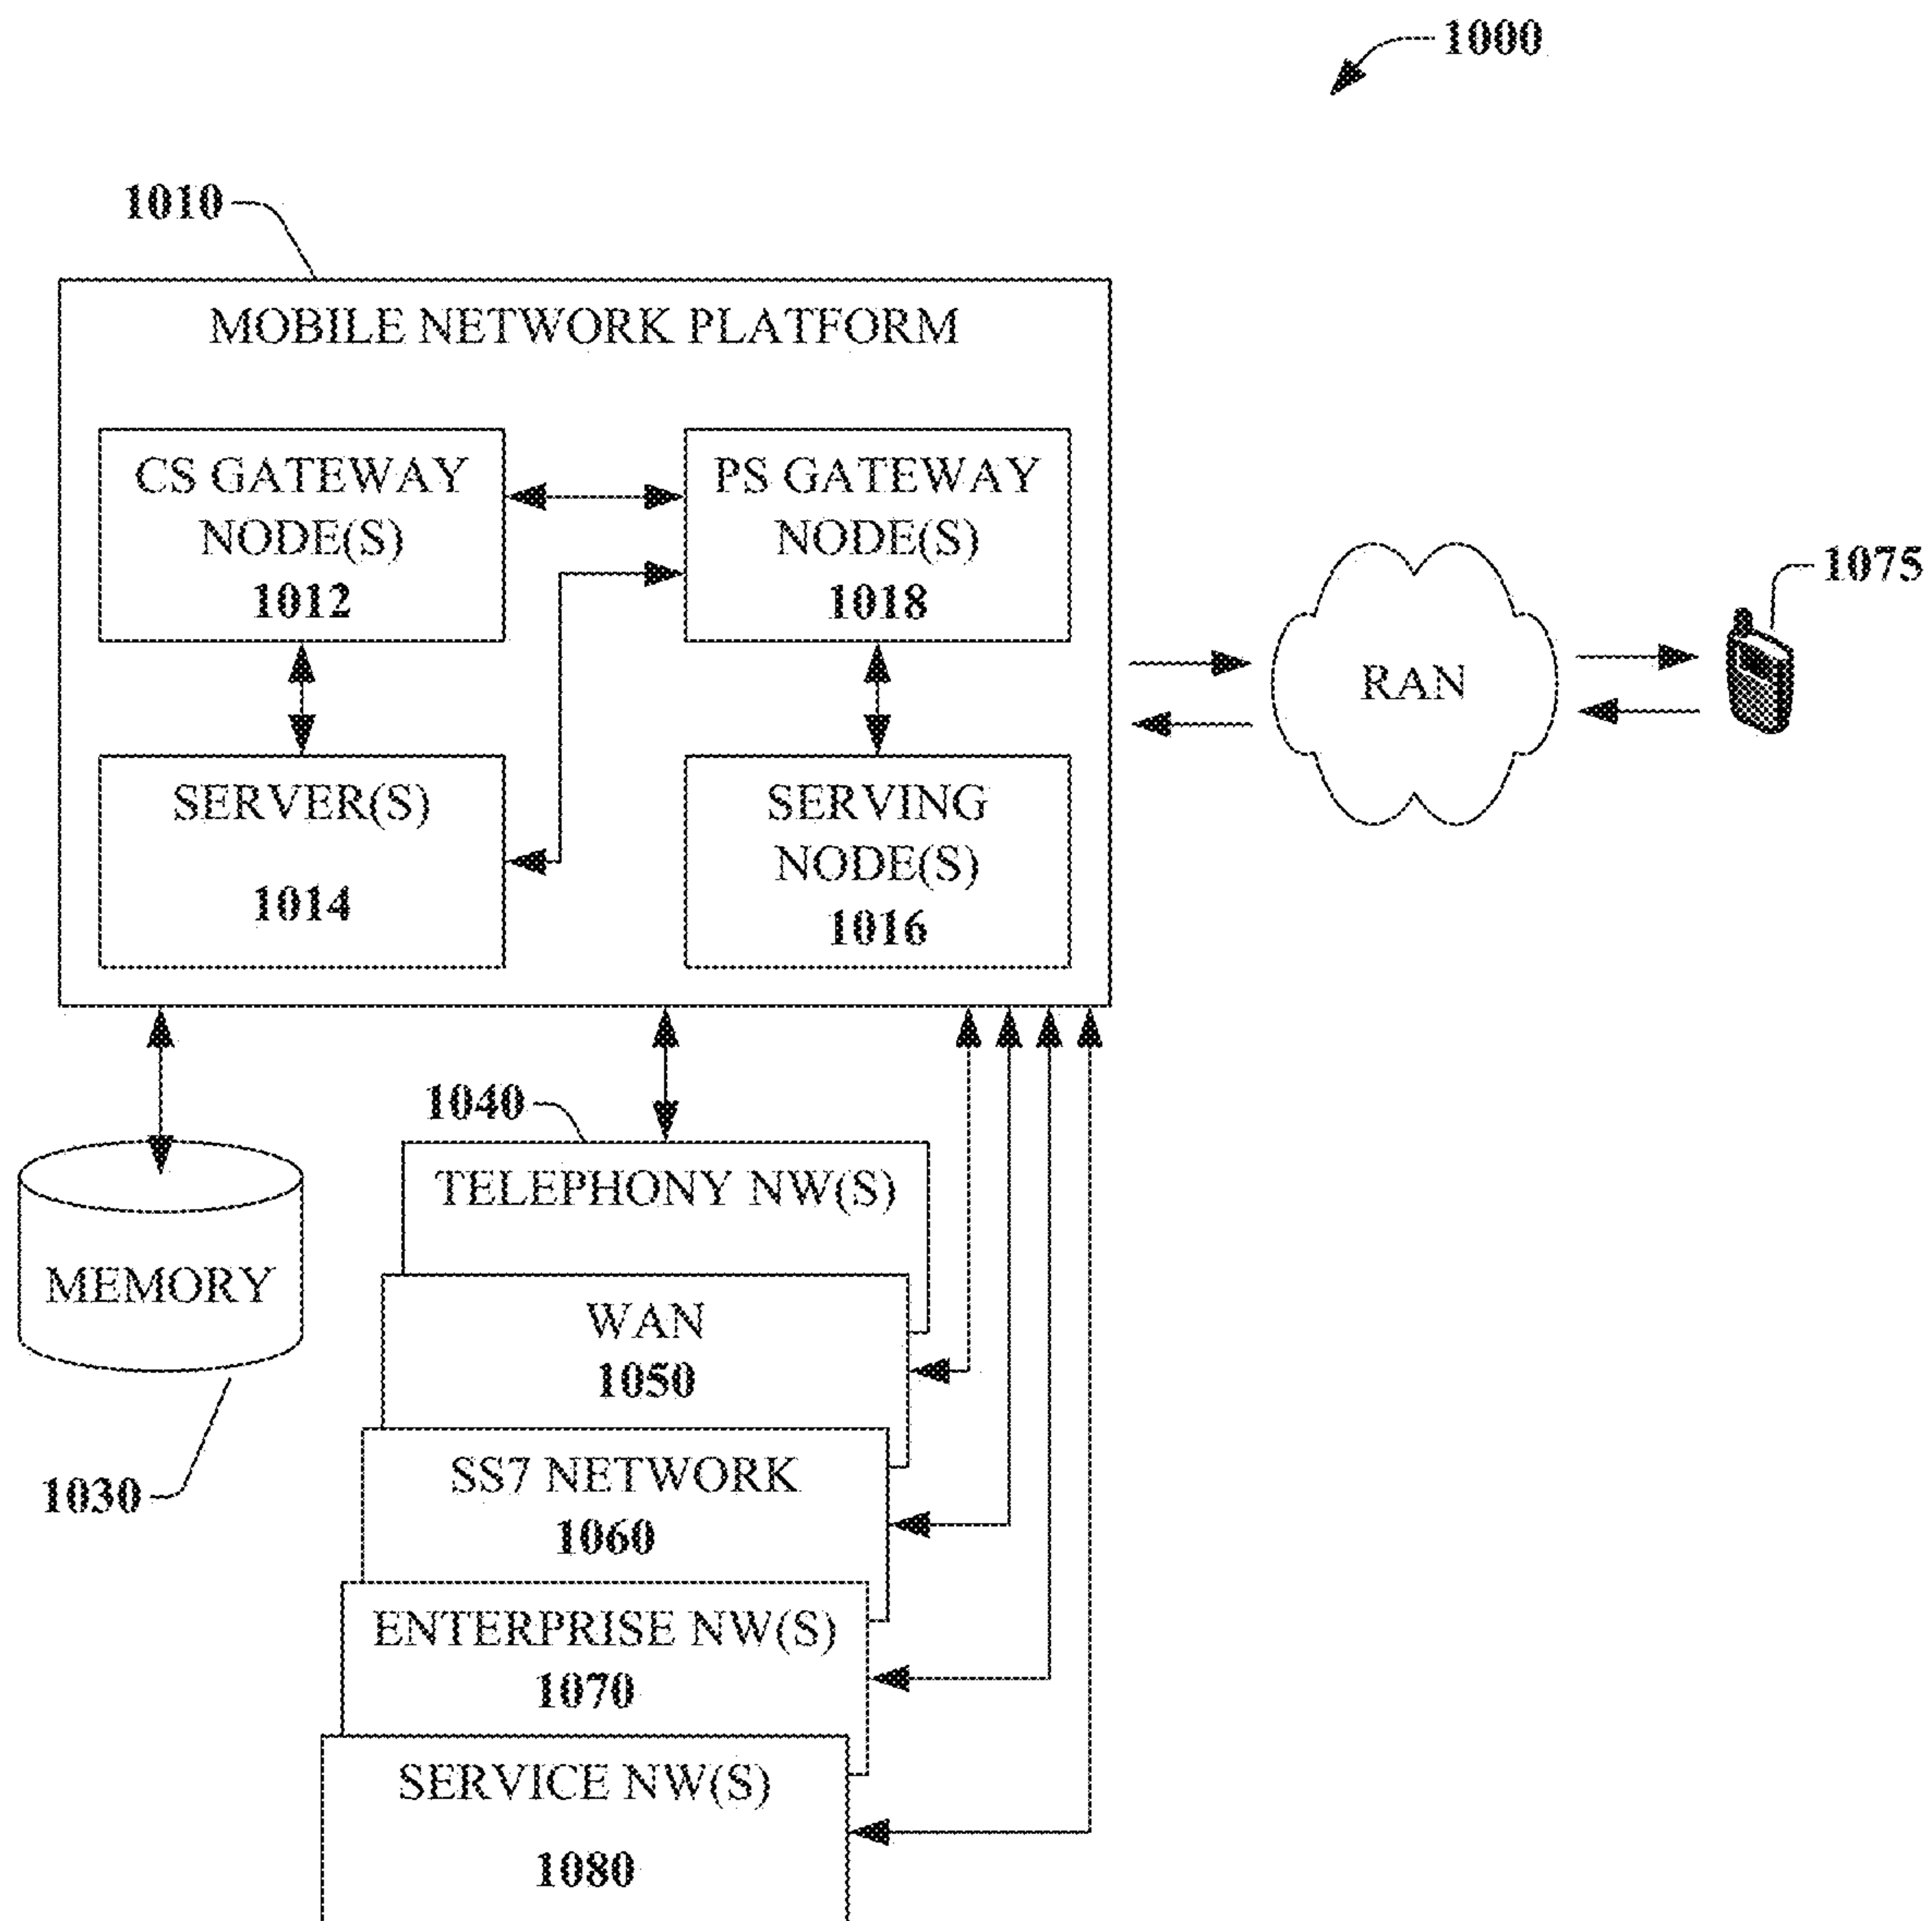 1000
1010
MOBILE NETWORK PLATFORM
CS GATEWAY
NODE(S)
1012
PS GATEWAY
NODE(S)
1018
SERVER(S)
1014
SERVING
NODE(S)
1016
RAN
1075
1040
TELEPHONY NW(S)
MEMORY
1030
WAN
1050
SS7 NETWORK
1060
ENTERPRISE NW(S)
1070
SERVICE NW(S)
1080